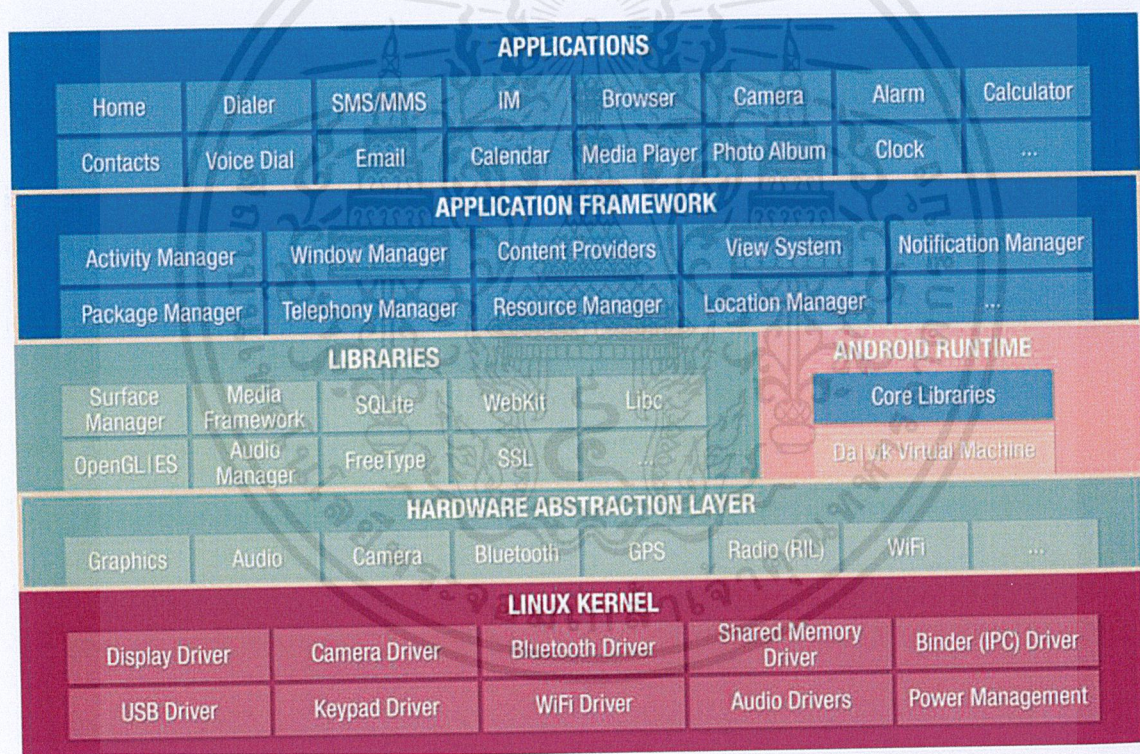 APPLICATIONS
Home Dialer SMS/MMS IM Browser Camera Alarm Calculator
Contacts Voice Dial Email Calendar Media Player Photo Album Clock ...
APPLICATION FRAMEWORK
Activity Manager Window Manager Content Providers View System Notification Manager
Package Manager Telephony Manager Resource Manager Location Manager ...
LIBRARIES
Surface Manager Media Framework SQLite WebKit Libc
OpenGL|ES Audio Manager FreeType SSL ...
ANDROID RUNTIME
Core Libraries
Dalvik Virtual Machine
HARDWARE ABSTRACTION LAYER
Graphics Audio Camera Bluetooth GPS Radio (RIL) WiFi ...
LINUX KERNEL
Display Driver Camera Driver Bluetooth Driver Shared Memory Driver Binder (IPC) Driver
USB Driver Keypad Driver WiFi Driver Audio Drivers Power Management